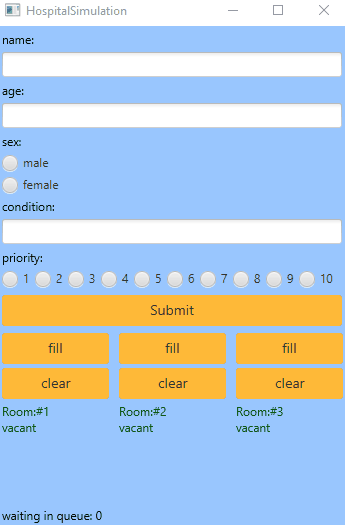 HospitalSimulation
name:
age:
sex:
male
female
condition:
priority:
1 2 3 4 5 6 7 8 9 10
Submit
fill fill fill
clear clear clear
Room:#1 Room:#2 Room:#3
vacant vacant vacant
waiting in queue: 0